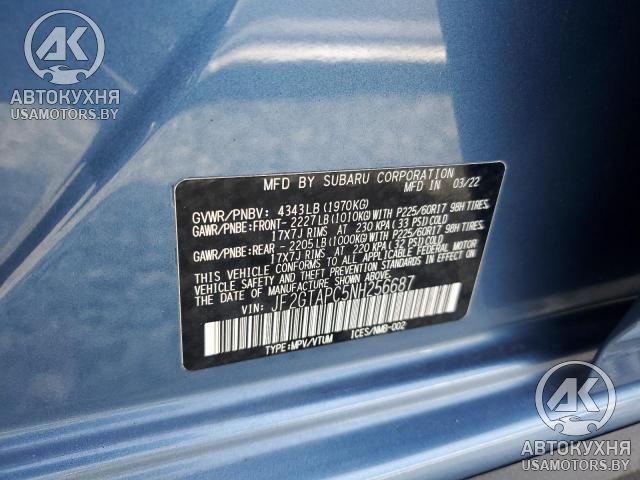 АК
АВТОКУХНЯ
USAMOTORS.BY
MFD BY SUBARU CORPORATION
MFD IN 03/22
GVWR/PNBV: 4343LB (1970KG)
GAWR/PNBE:FRONT- 2227LB (1010KG) WITH P225/60R17 98H TIRES,
17X7J RIMS AT 230 KPA (33 PSI) COLD
GAWR/PNBE:REAR - 2205LB (1000KG) WITH P225/60R17 98H TIRES,
17X7J RIMS AT 220 KPA (32 PSI) COLD
THIS VEHICLE CONFORMS TO ALL APPLICABLE FEDERAL MOTOR
VEHICLE SAFETY AND BUMPER STANDARDS IN EFFECT ON
THE DATE OF MANUFACTURE SHOWN ABOVE.
VIN: JF2GTAPC5NH256687
TYPE:MPV/VTUM ICES/NMB-002
АК
АВТОКУХНЯ
USAMOTORS.BY